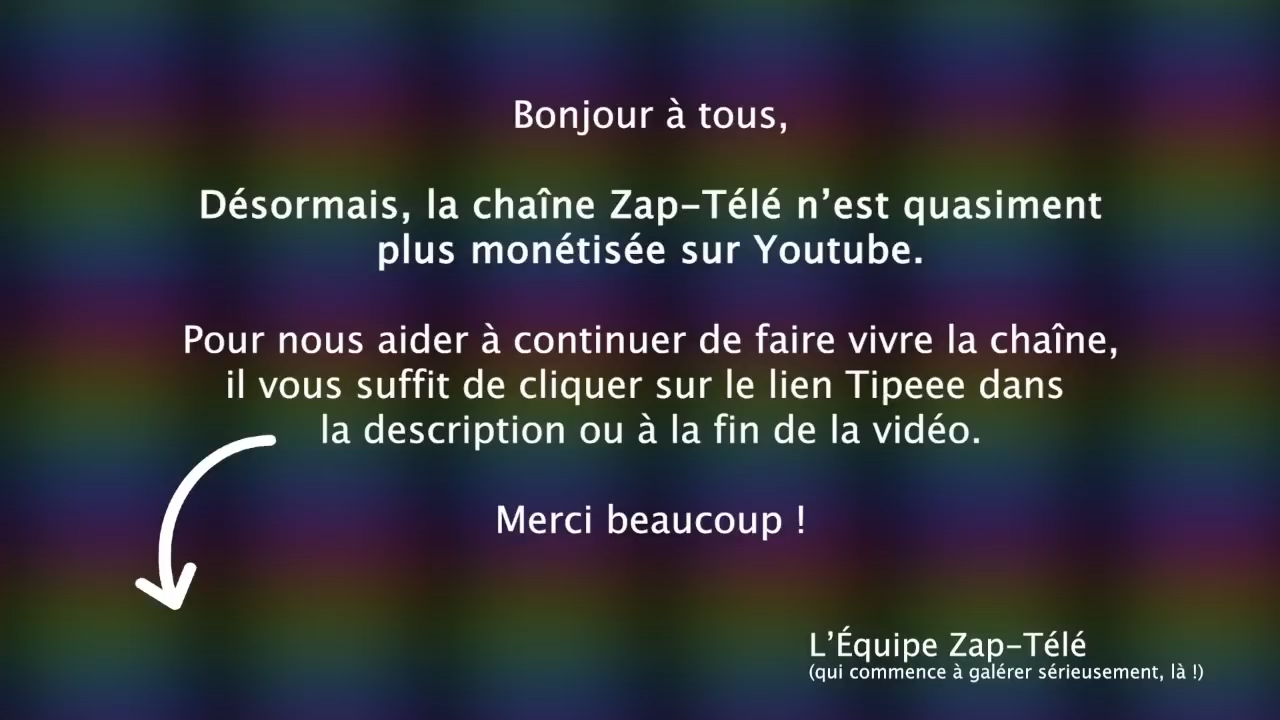 Bonjour à tous,
Désormais, la chaîne Zap-Télé n’est quasiment
plus monétisée sur Youtube.
Pour nous aider à continuer de faire vivre la chaîne,
il vous suffit de cliquer sur le lien Tipeee dans
la description ou à la fin de la vidéo.
Merci beaucoup !
L’Équipe Zap-Télé
(qui commence à galérer sérieusement, là !)